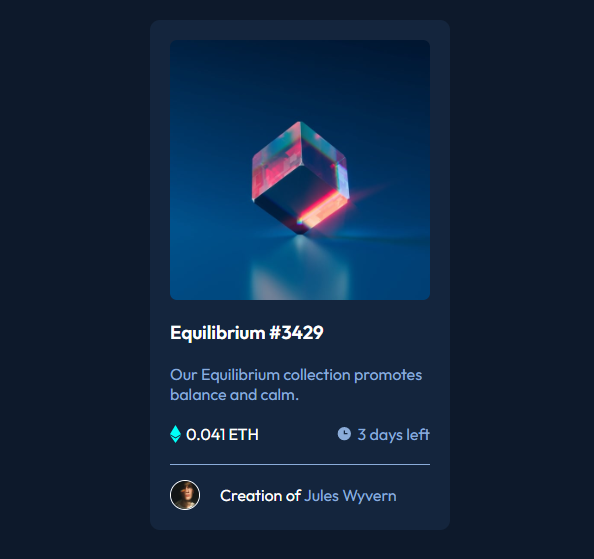 Equilibrium #3429
Our Equilibrium collection promotes
balance and calm.
0.041 ETH
3 days left
Creation of Jules Wyvern